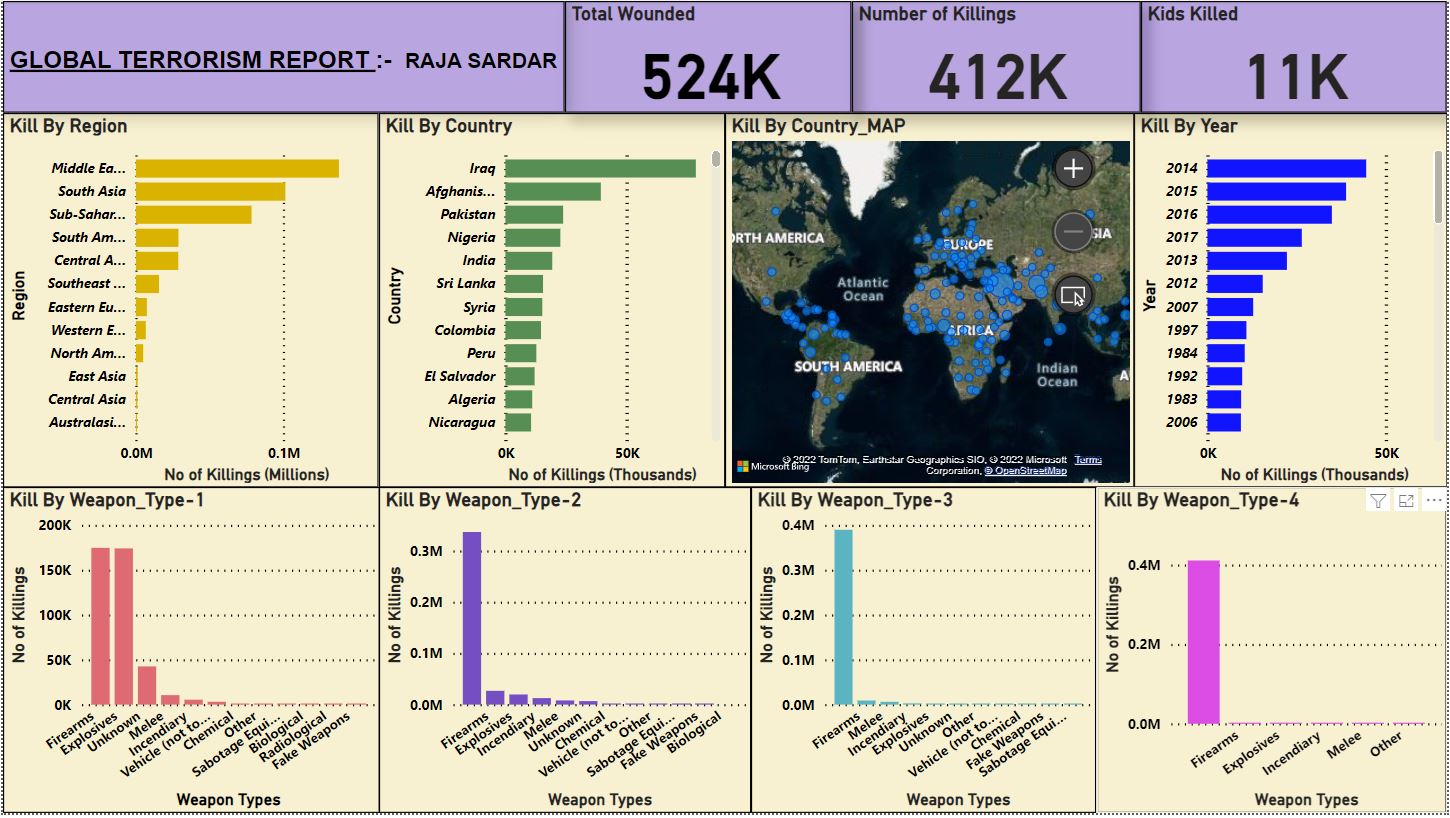 GLOBAL TERRORISM REPORT :- RAJA SARDAR
Total Wounded
524K
Number of Killings
412K
Kids Killed
11K
Kill By Region
Region
Middle Ea...
South Asia
Sub-Sahar...
South Am...
Central A...
Southeast ...
Eastern Eu...
Western E...
North Am...
East Asia
Central Asia
Australasi...
0.0M 0.1M
No of Killings (Millions)
Kill By Country
Country
Iraq
Afghanis...
Pakistan
Nigeria
India
Sri Lanka
Syria
Colombia
Peru
El Salvador
Algeria
Nicaragua
0K 50K
No of Killings (Thousands)
Kill By Country_MAP
ORTH AMERICA
EUROPE
SIA
Atlantic
Ocean
AFRICA
SOUTH AMERICA
Indian
Ocean
A
Microsoft Bing
© 2022 TomTom, Earthstar Geographics SIO, © 2022 Microsoft Terms
Corporation, © OpenStreetMap
Kill By Year
Year
2014
2015
2016
2017
2013
2012
2007
1997
1984
1992
1983
2006
0K 50K
No of Killings (Thousands)
Kill By Weapon_Type-1
No of Killings
200K
150K
100K
50K
0K
Firearms
Explosives
Unknown
Melee
Incendiary
Vehicle (not to...
Chemical
Other
Sabotage Equi...
Biological
Radiological
Fake Weapons
Weapon Types
Kill By Weapon_Type-2
No of Killings
0.3M
0.2M
0.1M
0.0M
Firearms
Explosives
Incendiary
Melee
Unknown
Chemical
Vehicle (not to...
Other
Sabotage Equi...
Fake Weapons
Biological
Weapon Types
Kill By Weapon_Type-3
No of Killings
0.4M
0.3M
0.2M
0.1M
0.0M
Firearms
Melee
Incendiary
Explosives
Unknown
Other
Vehicle (not to...
Chemical
Fake Weapons
Sabotage Equi...
Weapon Types
Kill By Weapon_Type-4
No of Killings
0.4M
0.2M
0.0M
Firearms
Explosives
Incendiary
Melee
Other
Weapon Types